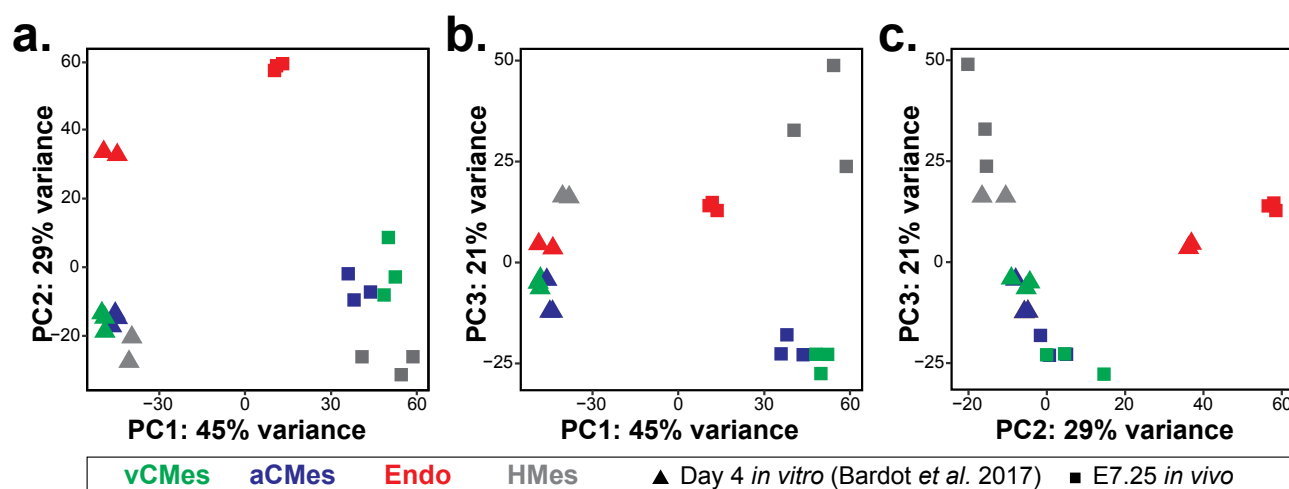 a.
60
40
20
0
−20
PC2: 29% variance
−30 0 30 60
PC1: 45% variance
b.
50
25
0
−25
PC3: 21% variance
−30 0 30 60
PC1: 45% variance
c.
50
25
0
−25
PC3: 21% variance
−20 0 20 40 60
PC2: 29% variance
vCMes aCMes Endo HMes Day 4 in vitro (Bardot et al. 2017) E7.25 in vivo